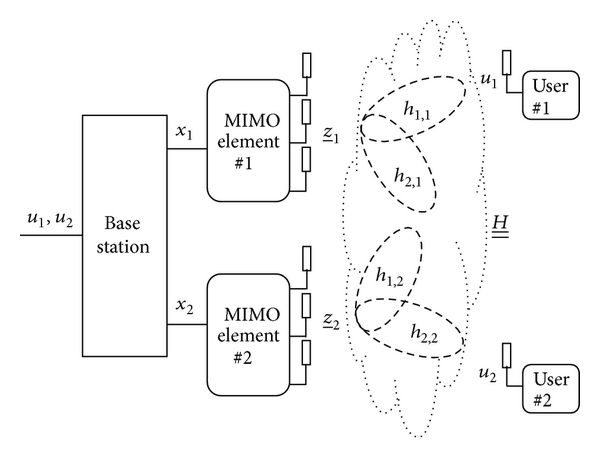 u1, u2
Base
station
x1
x2
MIMO
element
#1
MIMO
element
#2
z1
z2
h1,1
h2,1
h1,2
h2,2
H
u1
User
#1
u2
User
#2